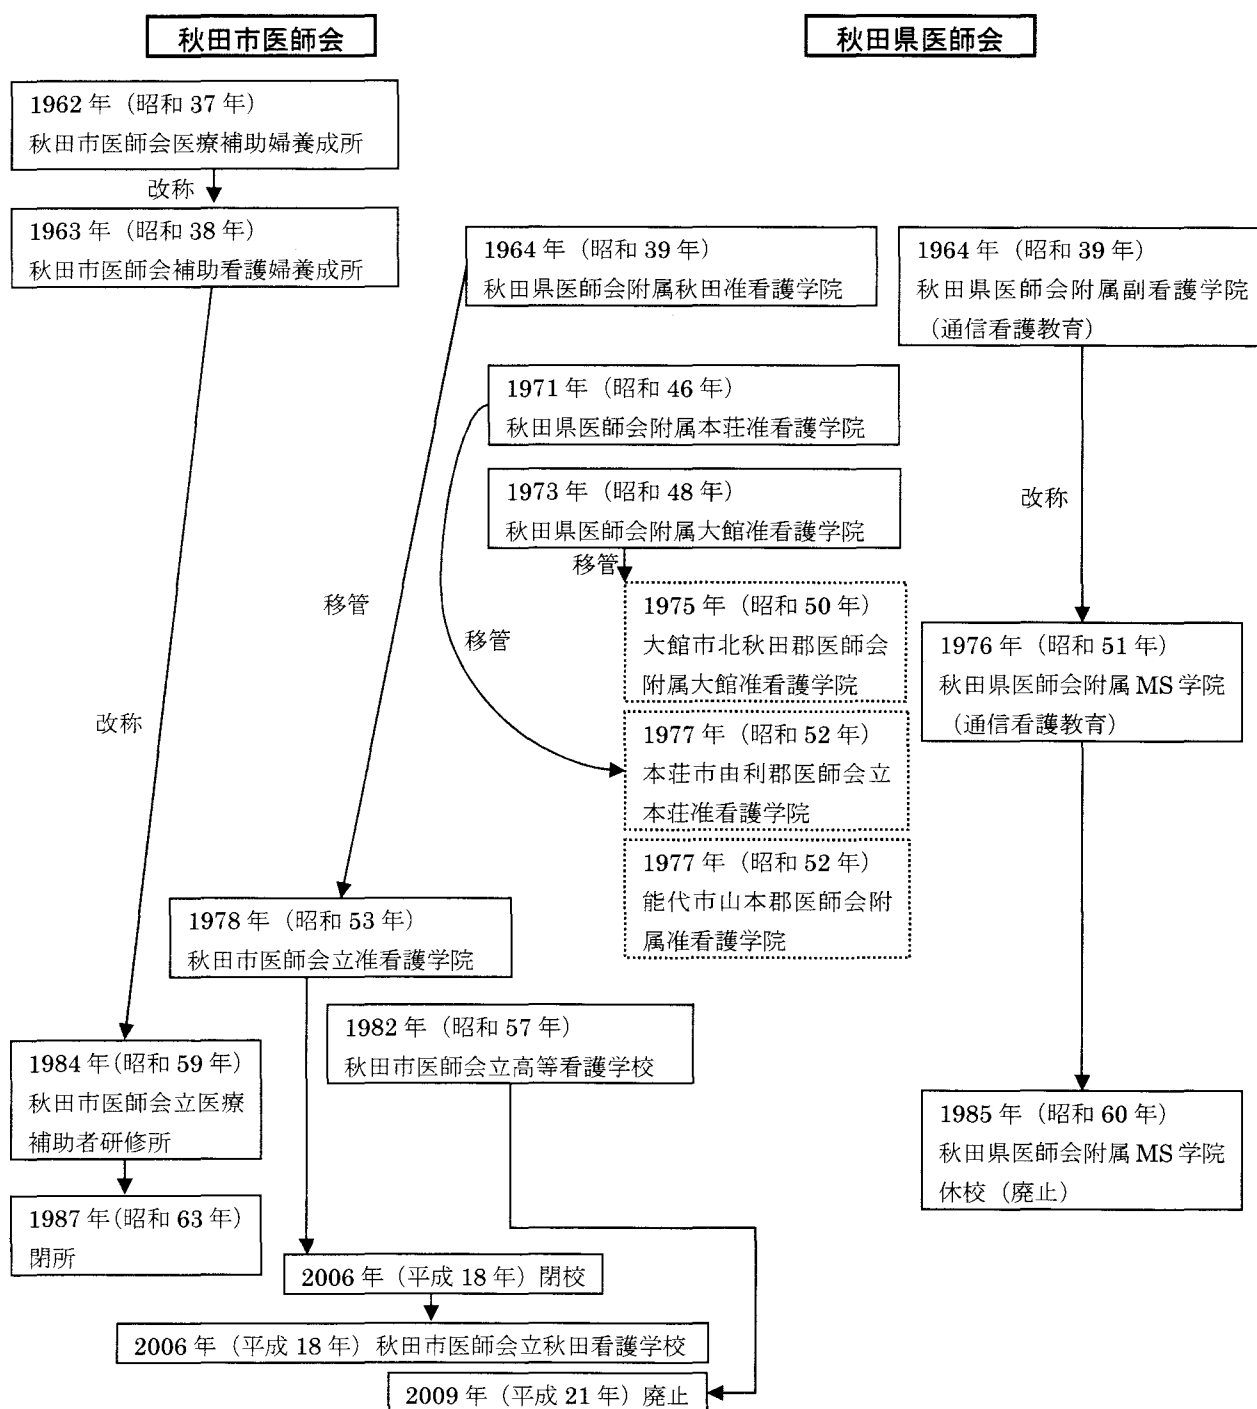 秋田市医師会
秋田県医師会
1962 年（昭和 37 年）
秋田市医師会医療補助婦養成所
改称
1963 年（昭和 38 年）
秋田市医師会補助看護婦養成所
1964 年（昭和 39 年）
秋田県医師会附属秋田准看護学院
1964 年（昭和 39 年）
秋田県医師会附属副看護学院
（通信看護教育）
1971 年（昭和 46 年）
秋田県医師会附属本荘准看護学院
1973 年（昭和 48 年）
秋田県医師会附属大館准看護学院
改称
移管
移管
移管
改称
1975 年（昭和 50 年）
大館市北秋田郡医師会
附属大館准看護学院
1976 年（昭和 51 年）
秋田県医師会附属 MS 学院
（通信看護教育）
1977 年（昭和 52 年）
本荘市由利郡医師会立
本荘准看護学院
1977 年（昭和 52 年）
能代市山本郡医師会附
属准看護学院
1978 年（昭和 53 年）
秋田市医師会立准看護学院
1982 年（昭和 57 年）
秋田市医師会立高等看護学校
1984 年（昭和 59 年）
秋田市医師会立医療
補助者研修所
1985 年（昭和 60 年）
秋田県医師会附属 MS 学院
休校（廃止）
1987 年（昭和 63 年）
閉所
2006 年（平成 18 年）閉校
2006 年（平成 18 年）秋田市医師会立秋田看護学校
2009 年（平成 21 年）廃止